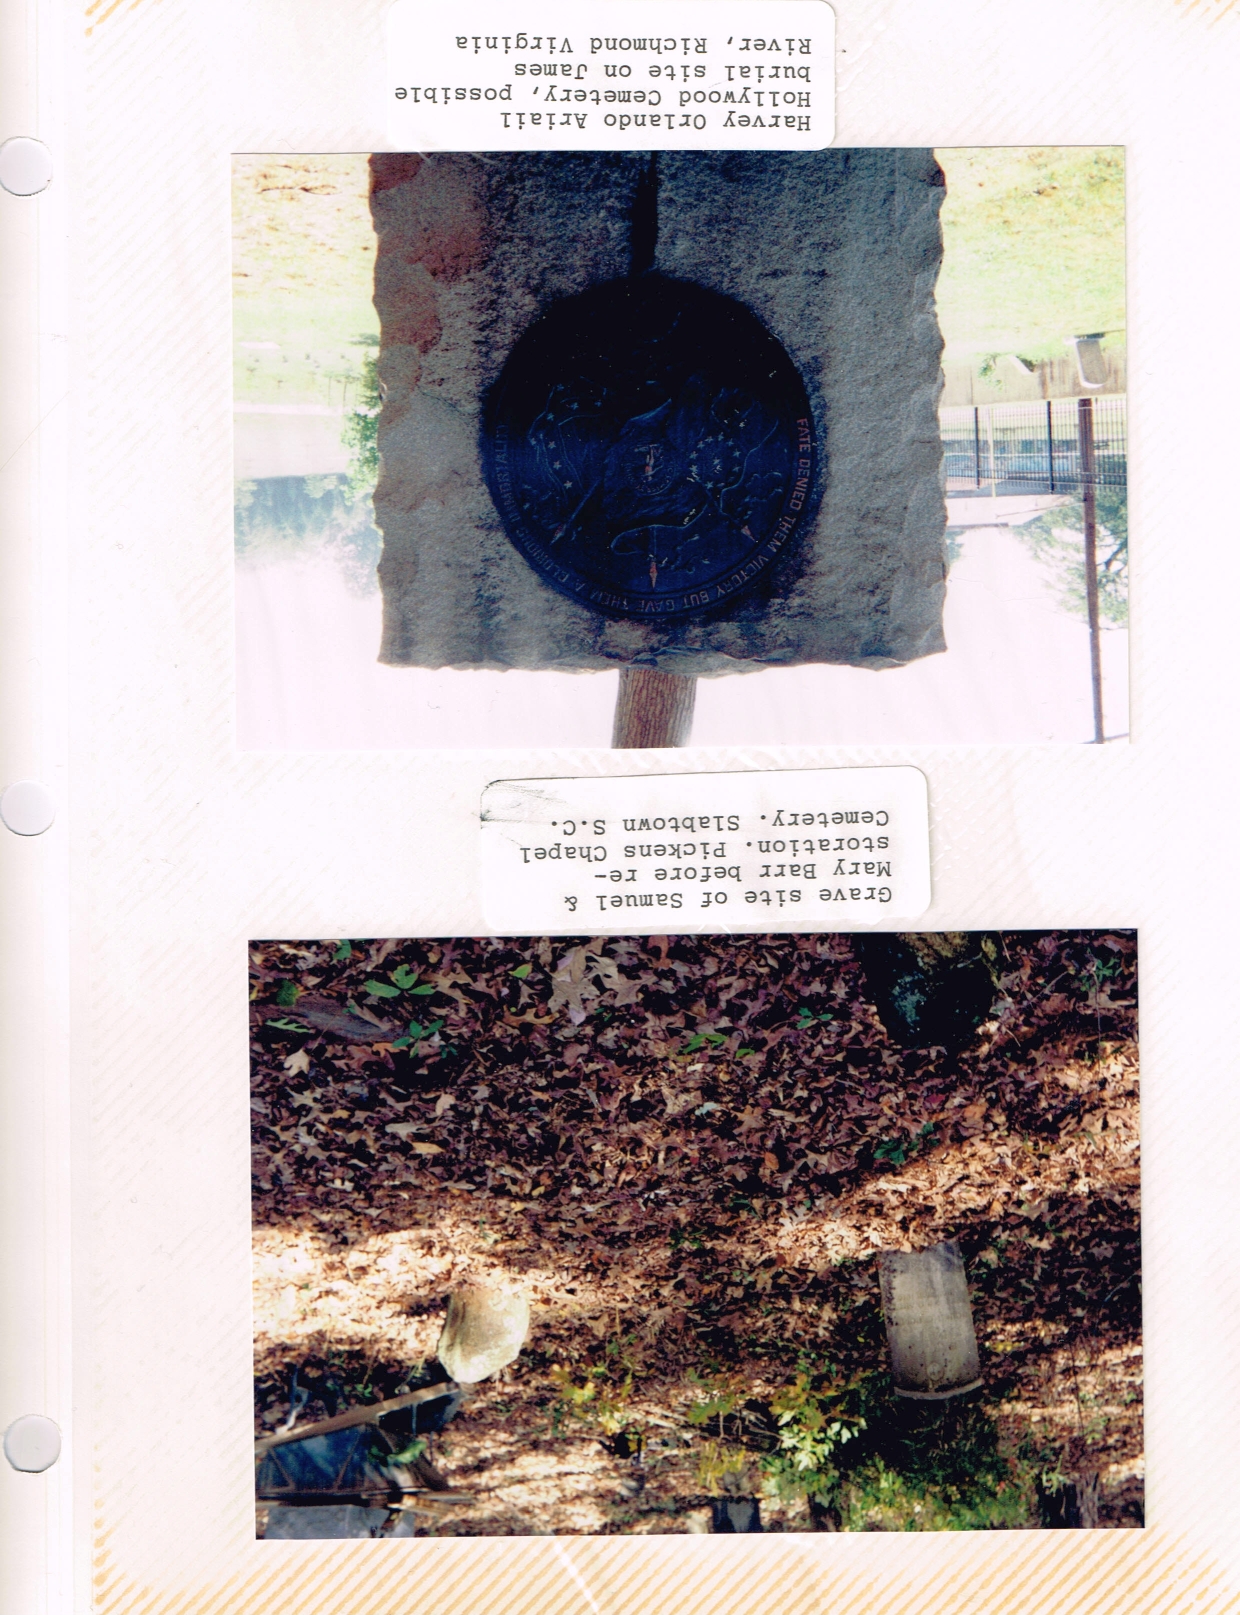 Grave site of Samuel &
Mary Barr before re-
storation. Pickens Chapel
Cemetery. Slabtown S.C.
FATE DENIED THEM VICTORY BUT GAVE THEM A GLORIOUS IMMORTALITY
Harvey Orlando Ariail
Hollywood Cemetery, possible
burial site on James
River, Richmond Virginia